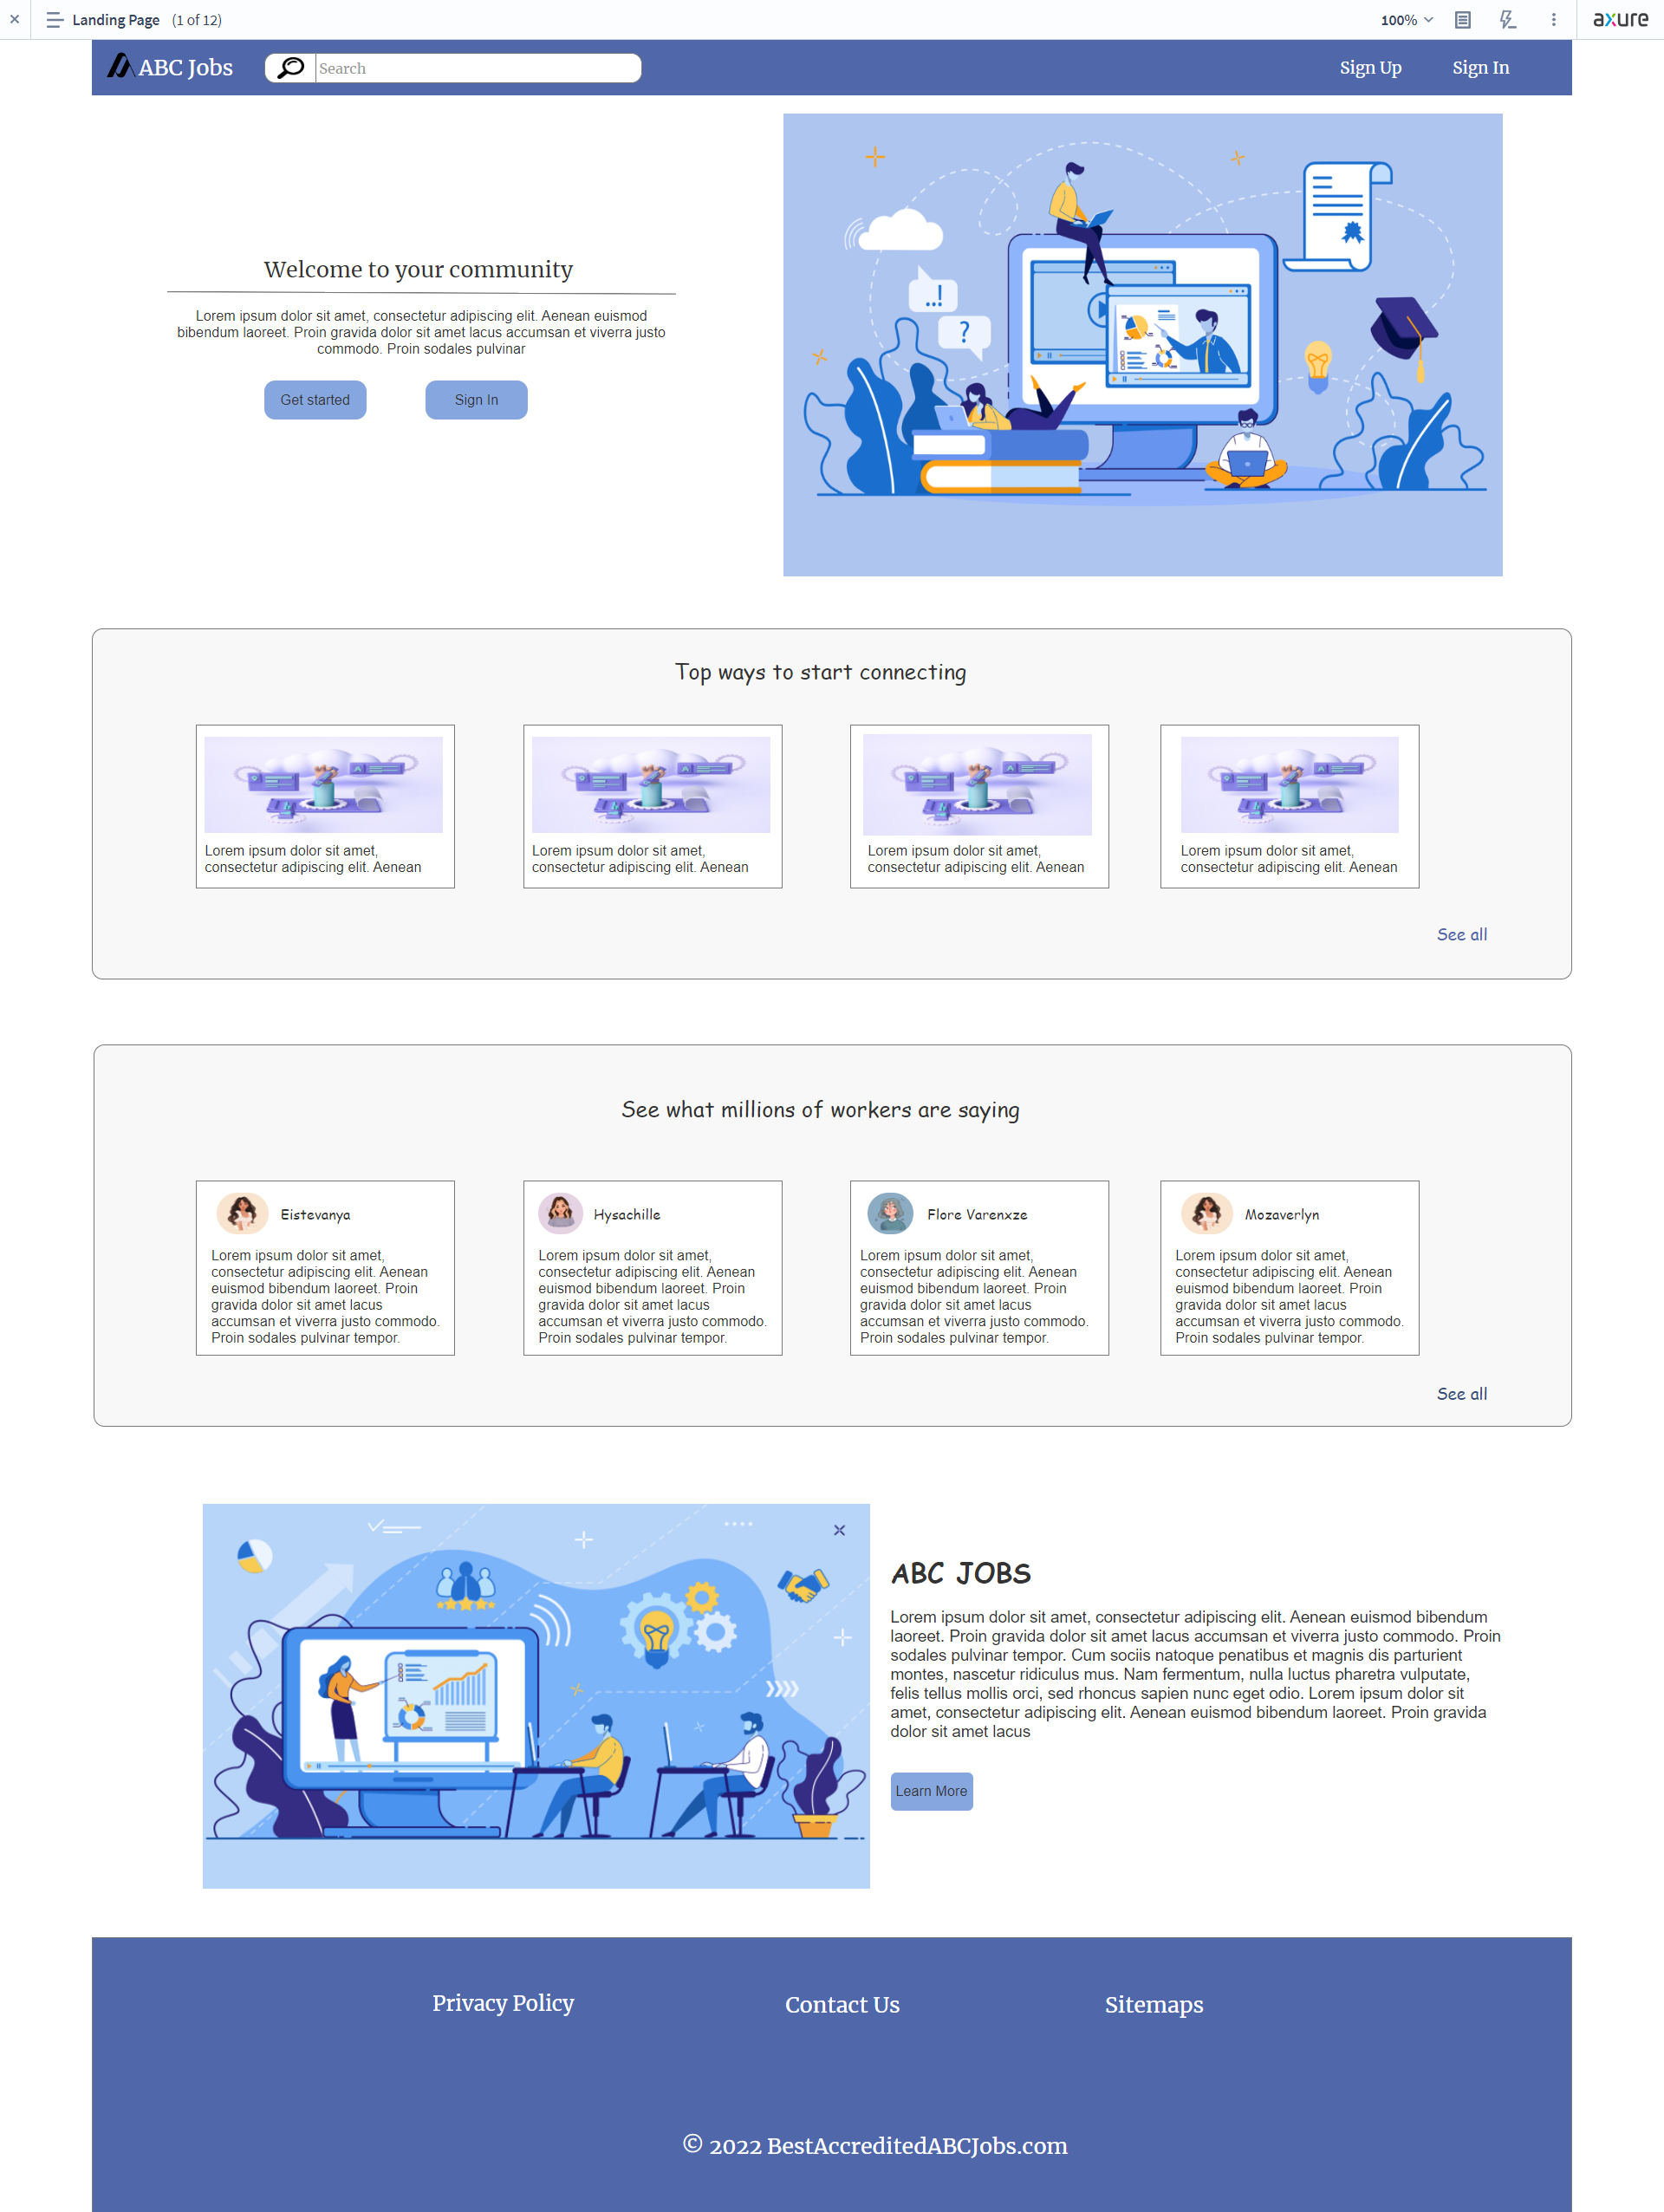 Landing Page (1 of 12) 100% axure
ABC Jobs Search Sign Up Sign In
Welcome to your community
Lorem ipsum dolor sit amet, consectetur adipiscing elit. Aenean euismod
bibendum laoreet. Proin gravida dolor sit amet lacus accumsan et viverra justo
commodo. Proin sodales pulvinar
Get started Sign In
..!
?
Top ways to start connecting
Lorem ipsum dolor sit amet,
consectetur adipiscing elit. Aenean
Lorem ipsum dolor sit amet,
consectetur adipiscing elit. Aenean
Lorem ipsum dolor sit amet,
consectetur adipiscing elit. Aenean
Lorem ipsum dolor sit amet,
consectetur adipiscing elit. Aenean
See all
See what millions of workers are saying
Eistevanya
Lorem ipsum dolor sit amet,
consectetur adipiscing elit. Aenean
euismod bibendum laoreet. Proin
gravida dolor sit amet lacus
accumsan et viverra justo commodo.
Proin sodales pulvinar tempor.
Hysachille
Lorem ipsum dolor sit amet,
consectetur adipiscing elit. Aenean
euismod bibendum laoreet. Proin
gravida dolor sit amet lacus
accumsan et viverra justo commodo.
Proin sodales pulvinar tempor.
Flore Varenxze
Lorem ipsum dolor sit amet,
consectetur adipiscing elit. Aenean
euismod bibendum laoreet. Proin
gravida dolor sit amet lacus
accumsan et viverra justo commodo.
Proin sodales pulvinar tempor.
Mozaverlyn
Lorem ipsum dolor sit amet,
consectetur adipiscing elit. Aenean
euismod bibendum laoreet. Proin
gravida dolor sit amet lacus
accumsan et viverra justo commodo.
Proin sodales pulvinar tempor.
See all
ABC JOBS
Lorem ipsum dolor sit amet, consectetur adipiscing elit. Aenean euismod bibendum
laoreet. Proin gravida dolor sit amet lacus accumsan et viverra justo commodo. Proin
sodales pulvinar tempor. Cum sociis natoque penatibus et magnis dis parturient
montes, nascetur ridiculus mus. Nam fermentum, nulla luctus pharetra vulputate,
felis tellus mollis orci, sed rhoncus sapien nunc eget odio. Lorem ipsum dolor sit
amet, consectetur adipiscing elit. Aenean euismod bibendum laoreet. Proin gravida
dolor sit amet lacus
Learn More
Privacy Policy Contact Us Sitemaps
© 2022 BestAccreditedABCJobs.com